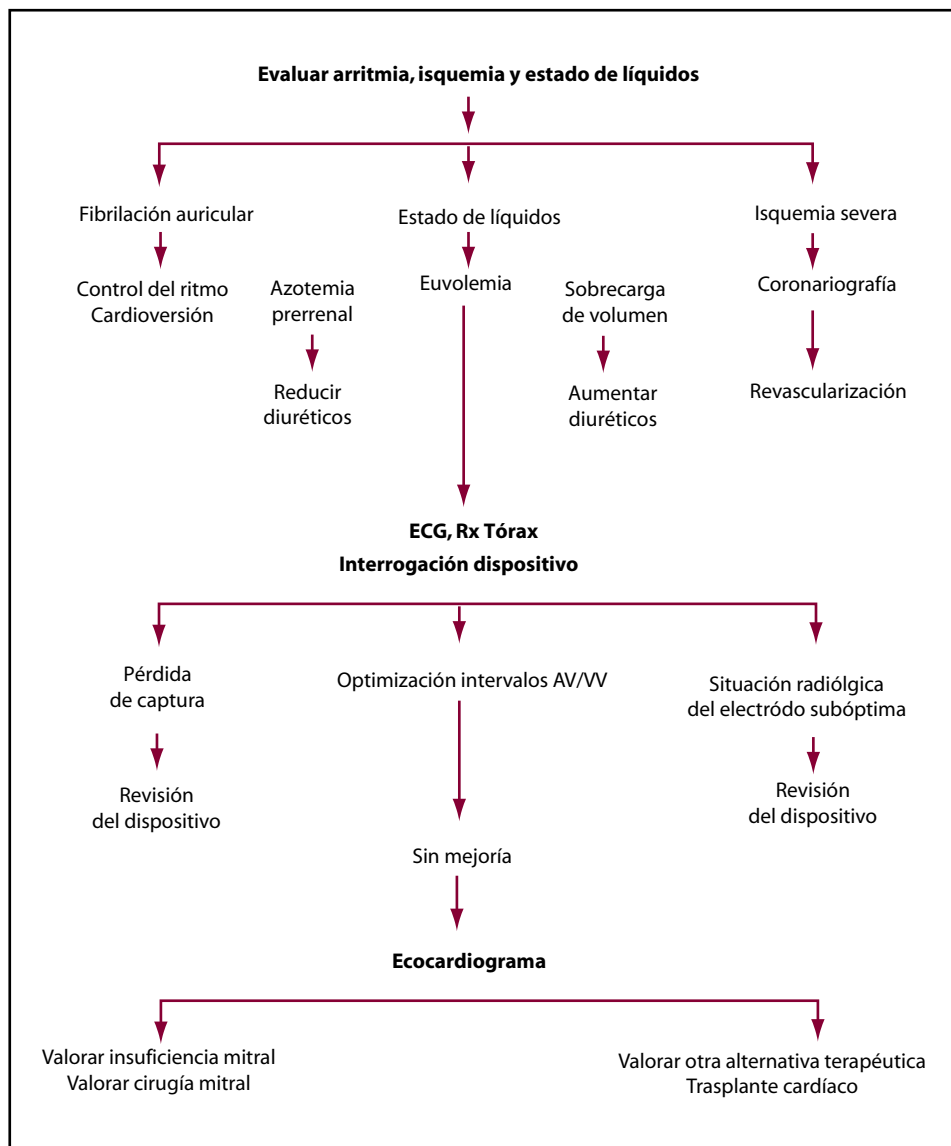 Evaluar arritmia, isquemia y estado de líquidos
Fibrilación auricular
Estado de líquidos
Isquemia severa
Control del ritmo
Cardioversión
Azotemia
prerrenal
Euvolemia
Sobrecarga
de volumen
Coronariografía
Reducir
diuréticos
Aumentar
diuréticos
Revascularización
ECG, Rx Tórax
Interrogación dispositivo
Pérdida
de captura
Optimización intervalos AV/VV
Situación radiólgica
del electródo subóptima
Revisión
del dispositivo
Revisión
del dispositivo
Sin mejoría
Ecocardiograma
Valorar insuficiencia mitral
Valorar cirugía mitral
Valorar otra alternativa terapéutica
Trasplante cardíaco